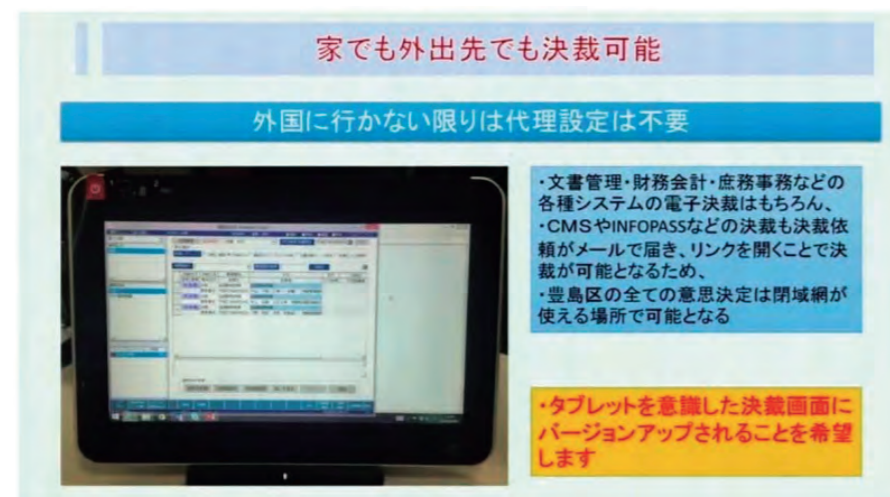 家でも外出先でも決裁可能
外国に行かない限りは代理設定は不要
・文書管理・財務会計・庶務事務などの
各種システムの電子決裁はもちろん、
・CMSやINFOPASSなどの決裁も決裁依
頼がメールで届き、リンクを開くことで決
裁が可能となるため、
・豊島区の全ての意思決定は閉域網が
使える場所で可能となる
・タブレットを意識した決裁画面に
バージョンアップされることを希望
します